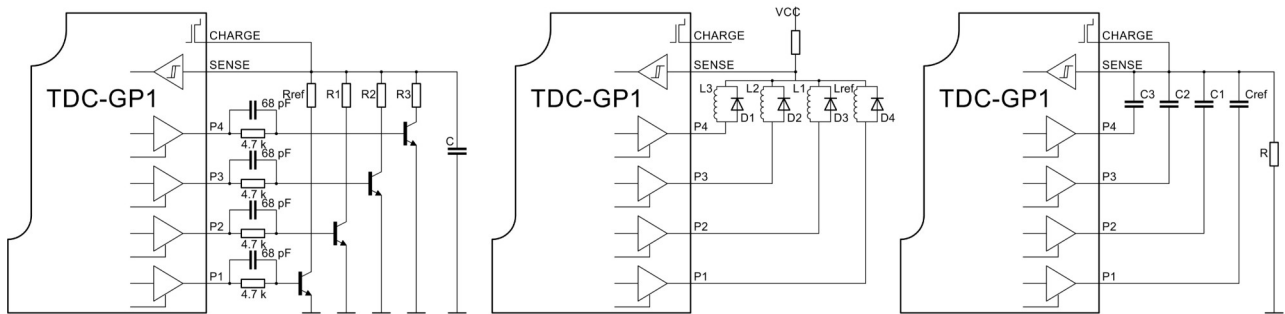 CHARGE
SENSE
TDC-GP1
Rref R1 R2 R3
68 pF
P4
4.7 k
C
68 pF
P3
4.7 k
68 pF
P2
4.7 k
68 pF
P1
4.7 k
VCC
CHARGE
SENSE
TDC-GP1
L3 L2 L1 Lref
D1 D2 D3 D4
P4
P3
P2
P1
CHARGE
SENSE
TDC-GP1
C3 C2 C1 Cref
P4
R
P3
P2
P1